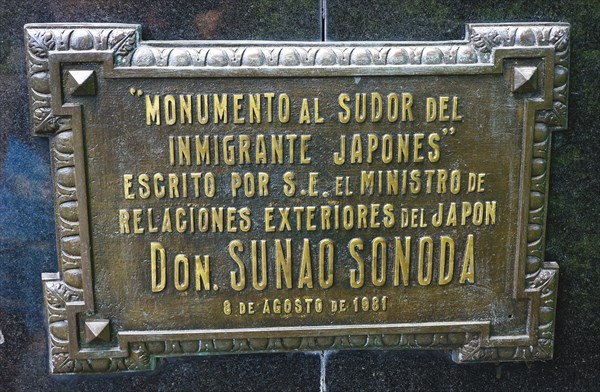 "MONUMENTO AL SUDOR DEL
INMIGRANTE JAPONES"
ESCRITO POR S.E. EL MINISTRO DE
RELACIONES EXTERIORES DEL JAPON
DON. SUNAO SONODA
8 DE AGOSTO DE 1981